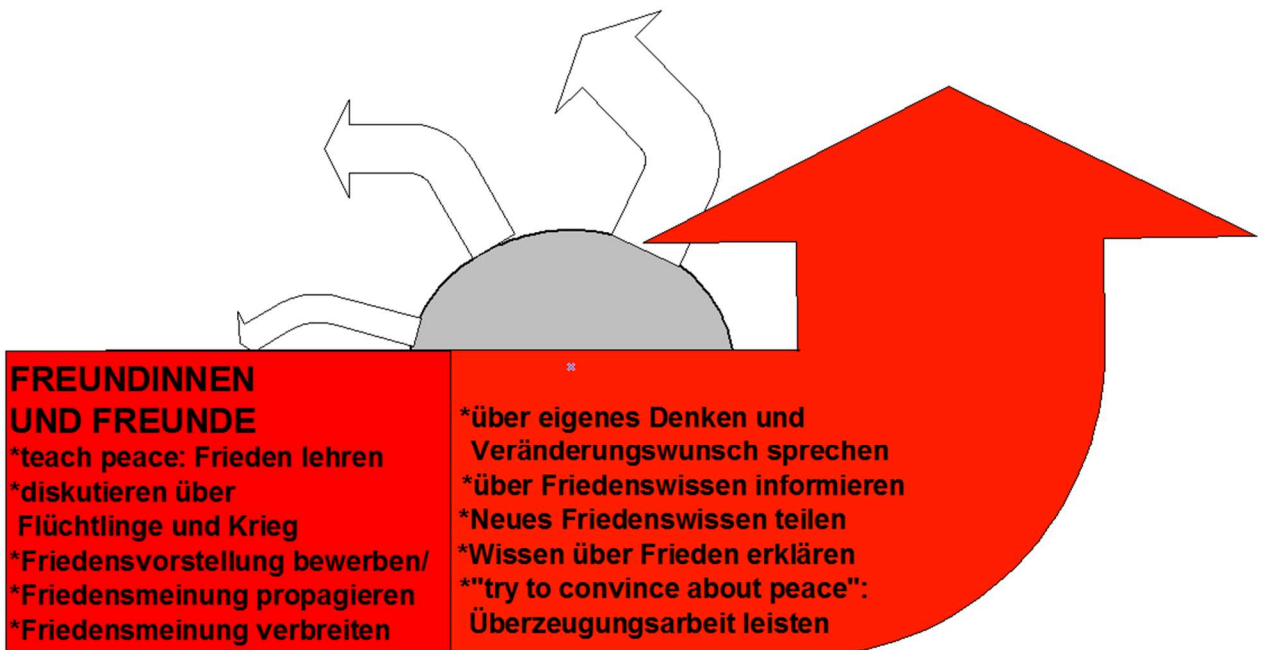 FREUNDINNEN
UND FREUNDE
*teach peace: Frieden lehren
*diskutieren über
Flüchtlinge und Krieg
*Friedensvorstellung bewerben/
*Friedensmeinung propagieren
*Friedensmeinung verbreiten
*über eigenes Denken und
Veränderungswunsch sprechen
*über Friedenswissen informieren
*Neues Friedenswissen teilen
*Wissen über Frieden erklären
*"try to convince about peace":
Überzeugungsarbeit leisten